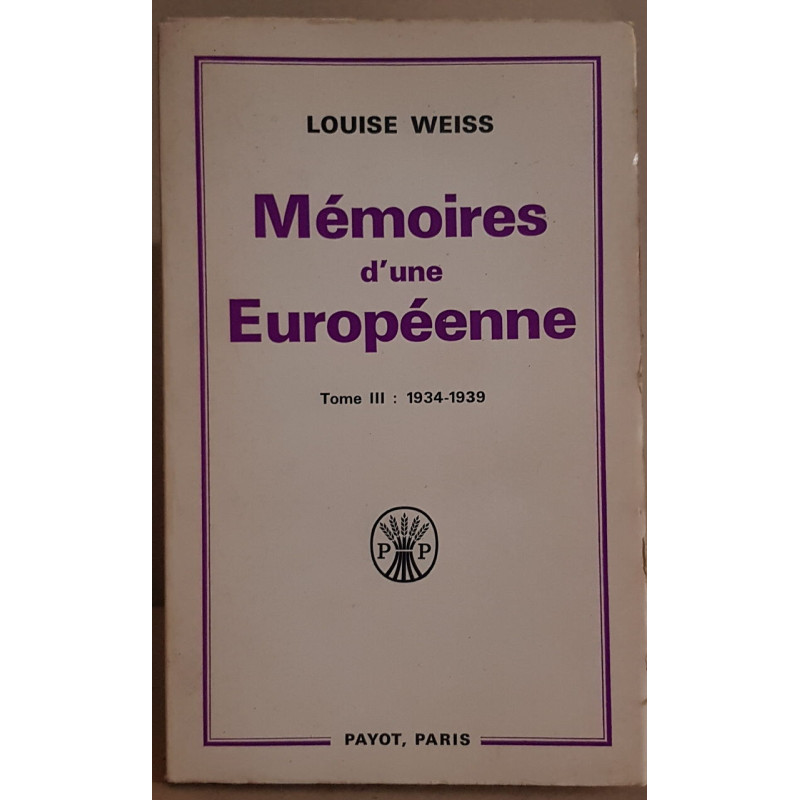 LOUISE WEISS
Mémoires
d'une
Européenne
Tome III : 1934-1939
P P
PAYOT, PARIS